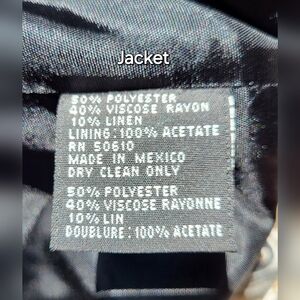 Jacket
50% POLYESTER
40% VISCOSE RAYON
10% LINEN
LINING: 100% ACETATE
RN 50610
MADE IN MEXICO
DRY CLEAN ONLY
50% POLYESTER
40% VISCOSE RAYONNE
10% LIN
DOUBLURE: 100% ACETATE